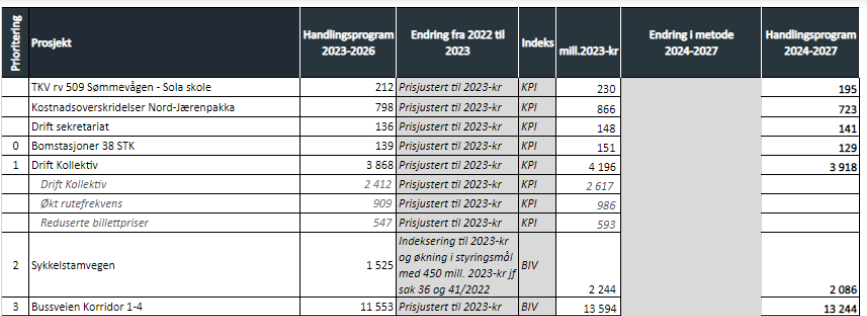 Prioritering Prosjekt Handlingsprogram 2023-2026 Endring fra 2022 til 2023 Indeks mill.2023-kr Endring i metode 2024-2027 Handlingsprogram 2024-2027
TKV rv 509 Sømmevågen - Sola skole 212 Prisjustert til 2023-kr KPI 230 195
Kostnadsoverskridelser Nord-Jærenpakka 798 Prisjustert til 2023-kr KPI 866 723
Drift sekretariat 136 Prisjustert til 2023-kr KPI 148 141
0 Bomstasjoner 38 STK 139 Prisjustert til 2023-kr KPI 151 129
1 Drift Kollektiv 3 868 Prisjustert til 2023-kr KPI 4 196 3 918
Drift Kollektiv 2 412 Prisjustert til 2023-kr KPI 2 617
Økt rutefrekvens 909 Prisjustert til 2023-kr KPI 986
Reduserte billettpriser 547 Prisjustert til 2023-kr KPI 593
2 Sykkelstamvegen 1 525 Indeksering til 2023-kr og økning i styringsmål med 450 mill. 2023-kr jf sak 36 og 41/2022 BIV 2 244 2 086
3 Bussveien Korridor 1-4 11 553 Prisjustert til 2023-kr BIV 13 594 13 244